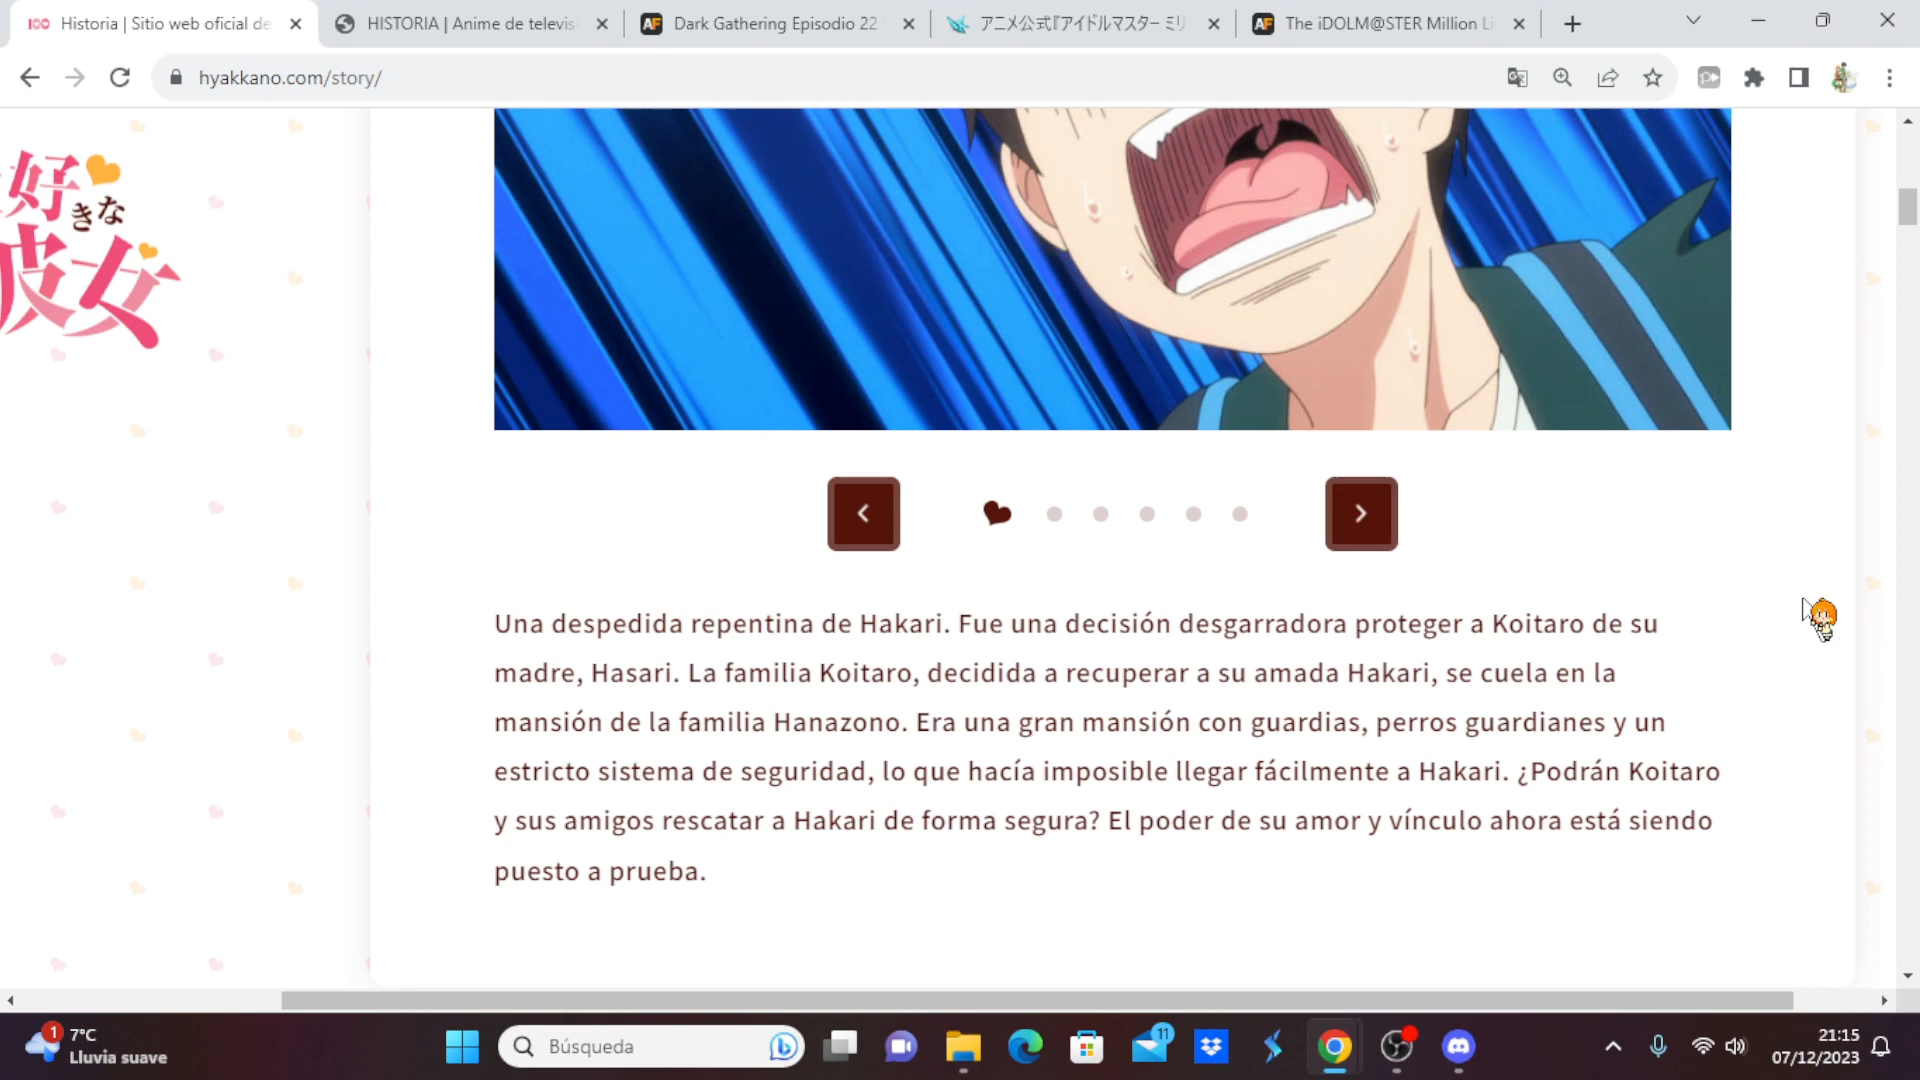 Historia | Sitio web oficial de
HISTORIA | Anime de televis
Dark Gathering Episodio 22
アニメ公式『アイドルマスター ミリ
The iDOLM@STER Million Li
hyakkano.com/story/
好きな
彼女
Una despedida repentina de Hakari. Fue una decisión desgarradora proteger a Koitaro de su
madre, Hasari. La familia Koitaro, decidida a recuperar a su amada Hakari, se cuela en la
mansión de la familia Hanazono. Era una gran mansión con guardias, perros guardianes y un
estricto sistema de seguridad, lo que hacía imposible llegar fácilmente a Hakari. ¿Podrán Koitaro
y sus amigos rescatar a Hakari de forma segura? El poder de su amor y vínculo ahora está siendo
puesto a prueba.
1
7°C
Lluvia suave
Búsqueda
11
21:15
07/12/2023